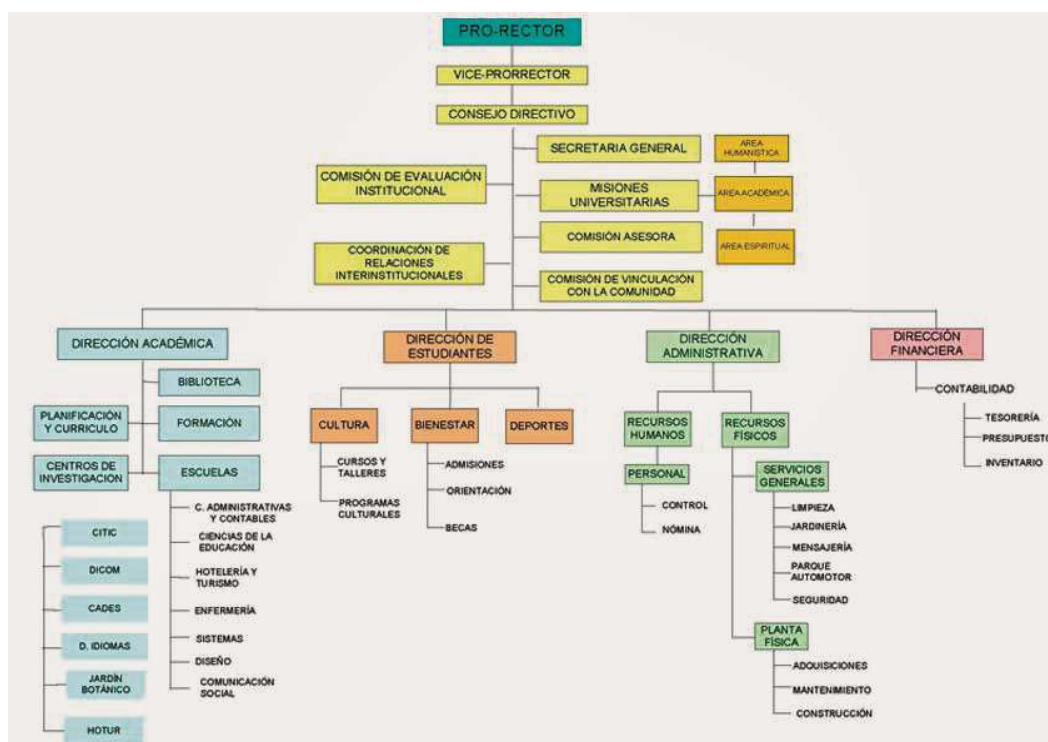 PRO-RECTOR
VICE-PRORRECTOR
CONSEJO DIRECTIVO
SECRETARIA GENERAL
AREA
HUMANÍSTICA
COMISIÓN DE EVALUACIÓN
INSTITUCIONAL
MISIONES
UNIVERSITARIAS
AREA ACADÉMICA
COMISIÓN ASESORA
AREA ESPIRITUAL
COORDINACIÓN DE
RELACIONES
INTERINSTITUCIONALES
COMISIÓN DE VINCULACIÓN
CON LA COMUNIDAD
DIRECCIÓN ACADÉMICA
BIBLIOTECA
PLANIFICACIÓN
Y CURRICULO
FORMACIÓN
CENTROS DE
INVESTIGACIÓN
ESCUELAS
C. ADMINISTRATIVAS
Y CONTABLES
CIENCIAS DE LA
EDUCACIÓN
HOTELERÍA Y
TURISMO
ENFERMERÍA
SISTEMAS
DISEÑO
COMUNICACIÓN
SOCIAL
CITIC
DICOM
CADES
D. IDIOMAS
JARDÍN
BOTÁNICO
HOTUR
DIRECCIÓN DE
ESTUDIANTES
CULTURA
CURSOS Y
TALLERES
PROGRAMAS
CULTURALES
BIENESTAR
ADMISIONES
ORIENTACIÓN
BECAS
DEPORTES
DIRECCIÓN
ADMINISTRATIVA
RECURSOS
HUMANOS
PERSONAL
CONTROL
NÓMINA
RECURSOS
FÍSICOS
SERVICIOS
GENERALES
LIMPIEZA
JARDINERÍA
MENSAJERÍA
PARQUE
AUTOMOTOR
SEGURIDAD
PLANTA
FÍSICA
ADQUISICIONES
MANTENIMIENTO
CONSTRUCCIÓN
DIRECCIÓN
FINANCIERA
CONTABILIDAD
TESORERÍA
PRESUPUESTO
INVENTARIO